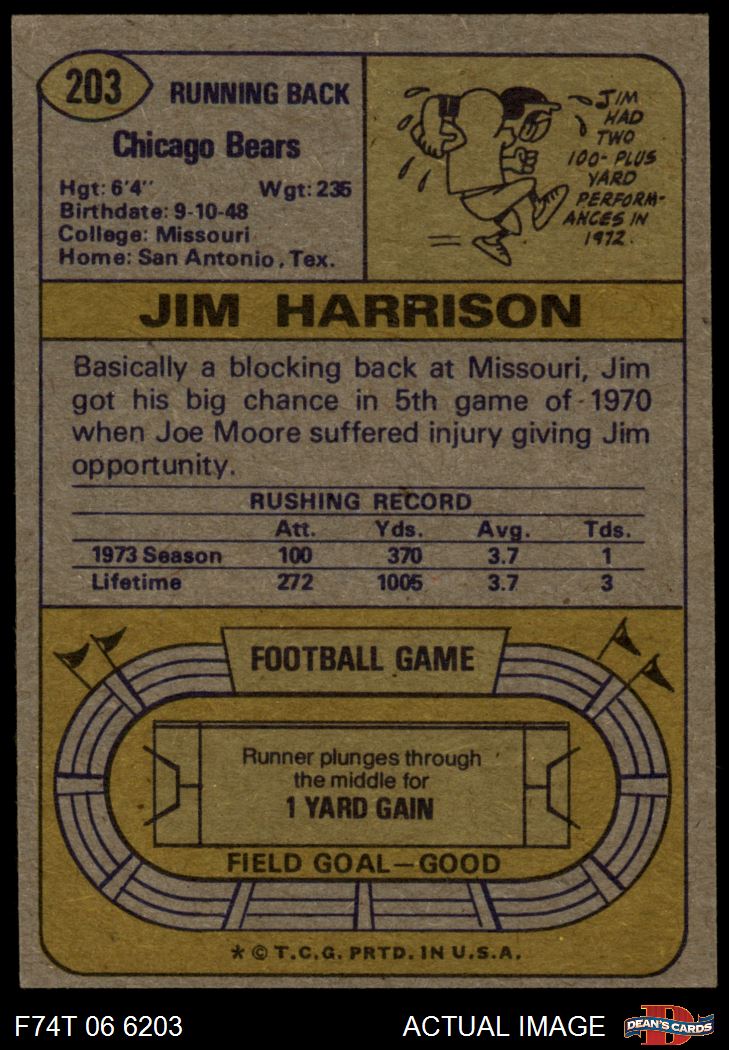 203
RUNNING BACK
Chicago Bears
Hgt: 6'4" Wgt: 235
Birthdate: 9-10-48
College: Missouri
Home: San Antonio, Tex.
JIM
HAD
TWO
100-PLUS
YARD
PERFORM-
ANCES IN
1972.
JIM HARRISON
Basically a blocking back at Missouri, Jim
got his big chance in 5th game of 1970
when Joe Moore suffered injury giving Jim
opportunity.
RUSHING RECORD
Att. Yds. Avg. Tds.
1973 Season 100 370 3.7 1
Lifetime 272 1005 3.7 3
FOOTBALL GAME
Runner plunges through
the middle for
1 YARD GAIN
FIELD GOAL—GOOD
* © T.C.G. PRTD. IN U.S.A.
F74T 06 6203 ACTUAL IMAGE
D
DEAN'S CARDS